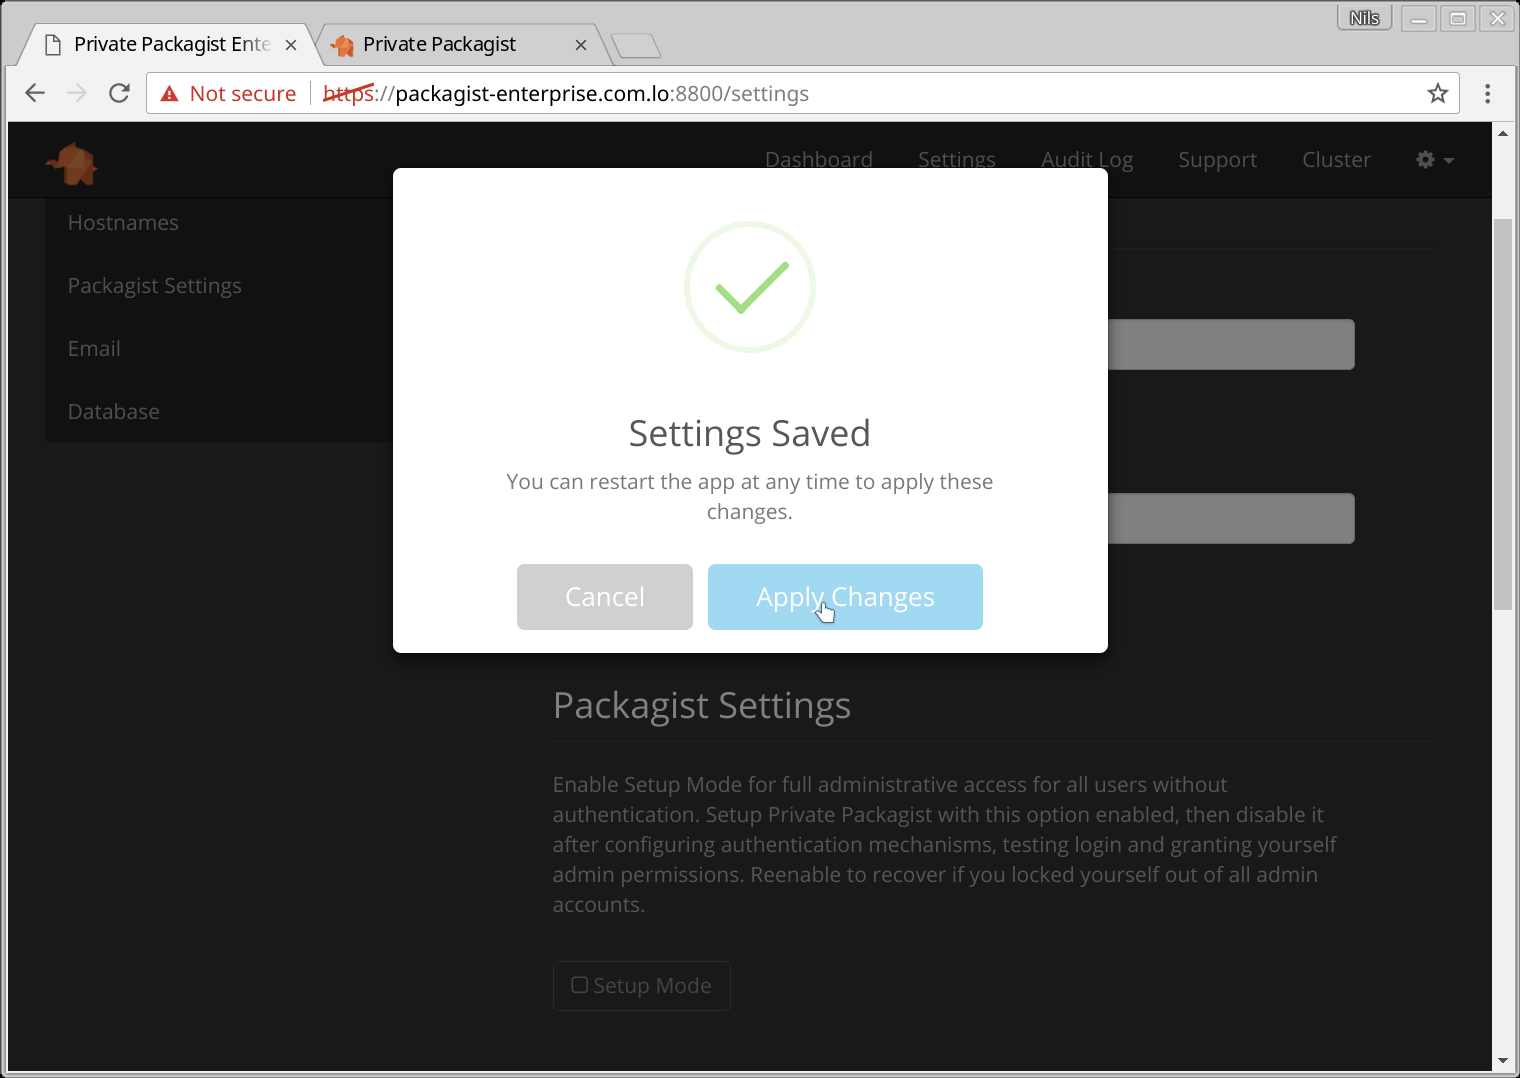 Nils
Private Packagist Ente
Private Packagist
Not secure
https://packagist-enterprise.com.lo:8800/settings
Dashboard
Settings
Audit Log
Support
Cluster
Hostnames
Packagist Settings
Email
Database
Settings Saved
You can restart the app at any time to apply these
changes.
Cancel
Apply Changes
Packagist Settings
Enable Setup Mode for full administrative access for all users without
authentication. Setup Private Packagist with this option enabled, then disable it
after configuring authentication mechanisms, testing login and granting yourself
admin permissions. Reenable to recover if you locked yourself out of all admin
accounts.
Setup Mode